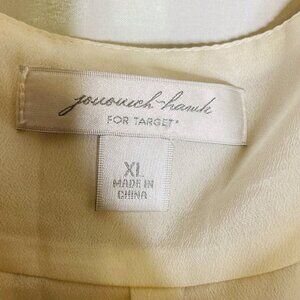 jovovich-hawk
FOR TARGET*
XL
MADE IN
CHINA